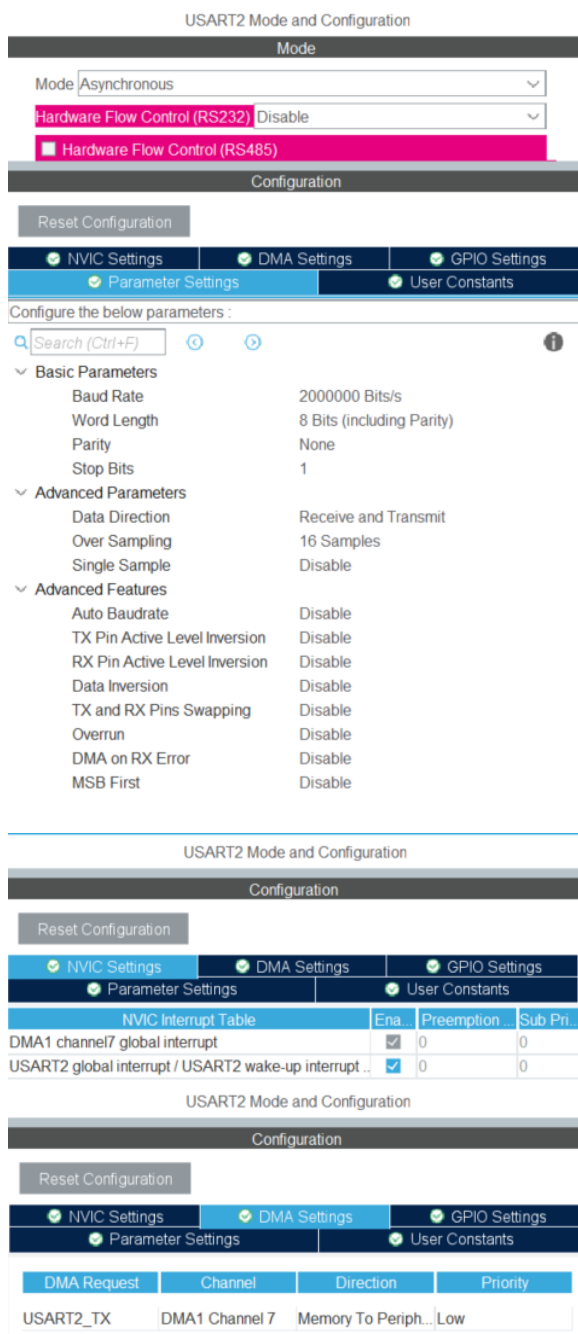 USART2 Mode and Configuration
Mode
Mode Asynchronous
Hardware Flow Control (RS232) Disable
Hardware Flow Control (RS485)
Configuration
Reset Configuration
NVIC Settings DMA Settings GPIO Settings
Parameter Settings User Constants
Configure the below parameters :
Search (Ctrl+F)
Basic Parameters
Baud Rate 2000000 Bits/s
Word Length 8 Bits (including Parity)
Parity None
Stop Bits 1
Advanced Parameters
Data Direction Receive and Transmit
Over Sampling 16 Samples
Single Sample Disable
Advanced Features
Auto Baudrate Disable
TX Pin Active Level Inversion Disable
RX Pin Active Level Inversion Disable
Data Inversion Disable
TX and RX Pins Swapping Disable
Overrun Disable
DMA on RX Error Disable
MSB First Disable
USART2 Mode and Configuration
Configuration
Reset Configuration
NVIC Settings DMA Settings GPIO Settings
Parameter Settings User Constants
NVIC Interrupt Table Ena... Preemption ... Sub Pri...
DMA1 channel7 global interrupt 0 0
USART2 global interrupt / USART2 wake-up interrupt .. 0 0
USART2 Mode and Configuration
Configuration
Reset Configuration
NVIC Settings DMA Settings GPIO Settings
Parameter Settings User Constants
DMA Request Channel Direction Priority
USART2_TX DMA1 Channel 7 Memory To Periph... Low